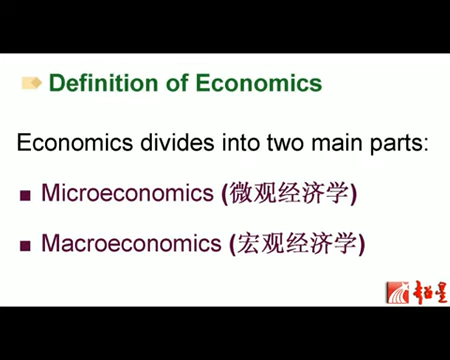 Definition of Economics
Economics divides into two main parts:
Microeconomics (微观经济学)
Macroeconomics (宏观经济学)